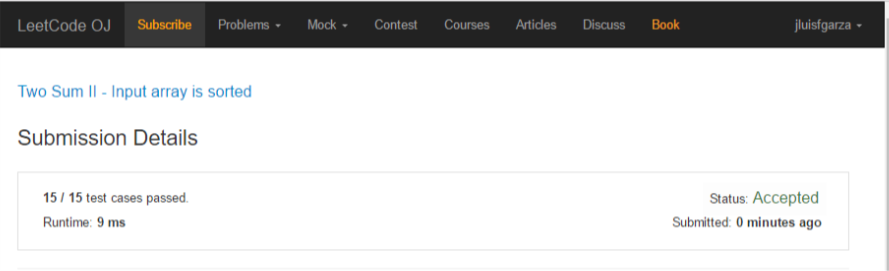 LeetCode OJ Subscribe Problems Mock Contest Courses Articles Discuss Book jluisfgarza
Two Sum II - Input array is sorted
Submission Details
15 / 15 test cases passed. Status: Accepted
Runtime: 9 ms Submitted: 0 minutes ago